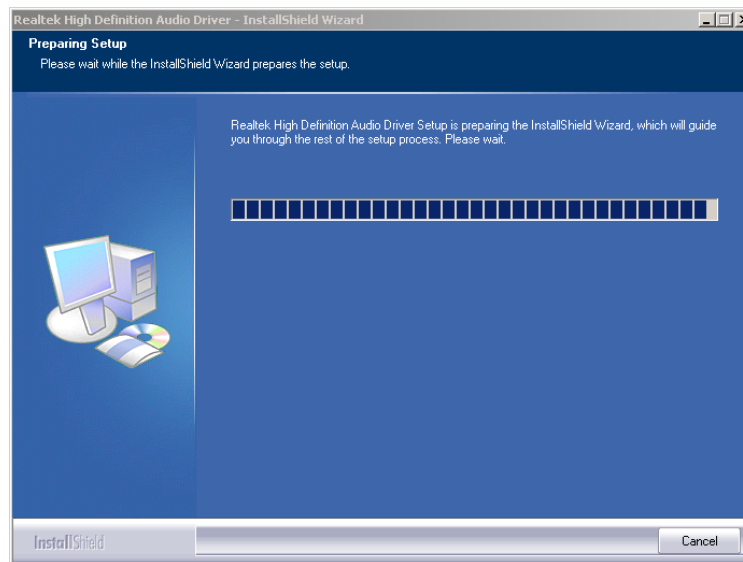 Realtek High Definition Audio Driver - InstallShield Wizard
Preparing Setup
Please wait while the InstallShield Wizard prepares the setup.
Realtek High Definition Audio Driver Setup is preparing the InstallShield Wizard, which will guide
you through the rest of the setup process. Please wait.
InstallShield
Cancel